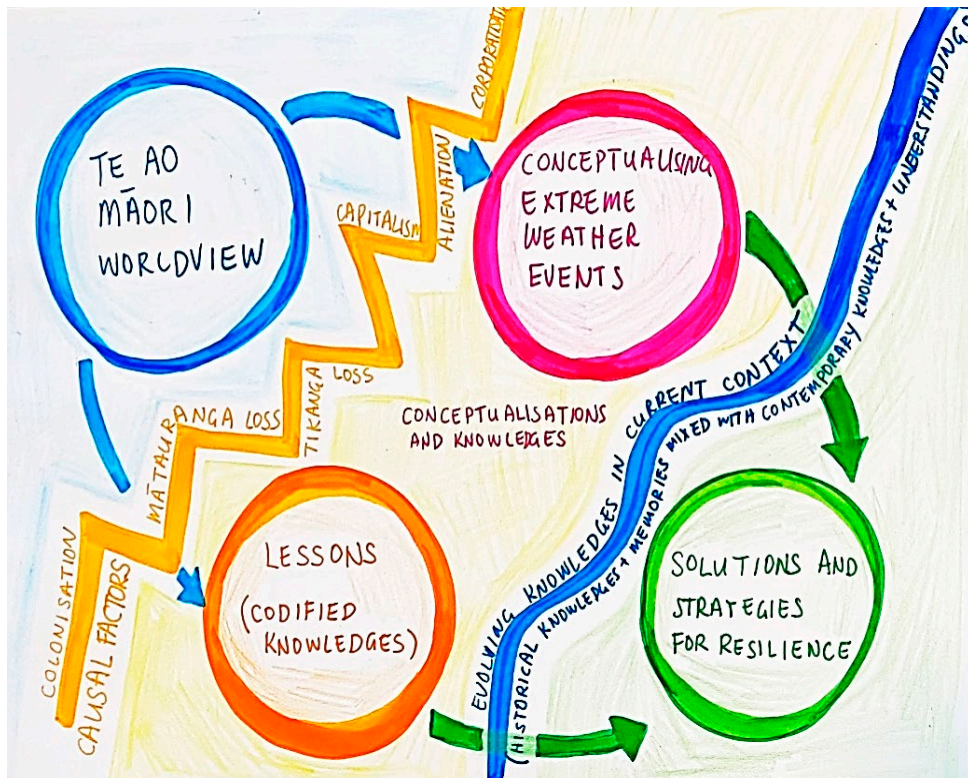 TE AO
MĀORI
WORLDVIEW
CONCEPTUALISING
EXTREME
WEATHER
EVENTS
LESSONS
(CODIFIED
KNOWLEDGES)
SOLUTIONS AND
STRATEGIES
FOR RESILIENCE
COLONISATION
CAUSAL FACTORS
MĀTAURANGA LOSS
TIKANGA LOSS
CAPITALISM
ALIENATION
CONCEPTUALISATIONS
AND KNOWLEDGES
EVOLVING KNOWLEDGES IN CURRENT CONTEXT
(HISTORICAL KNOWLEDGES + MEMORIES MIXED WITH CONTEMPORARY KNOWLEDGES + UNDERSTANDINGS